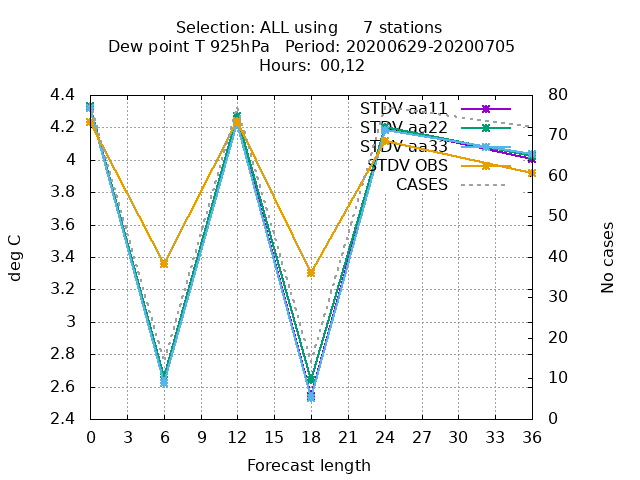 Selection: ALL using     7 stations
Dew point T 925hPa   Period: 20200629-20200705
Hours:  00,12
STDV aa11
STDV aa22
STDV aa33
STDV OBS
CASES
4.4
4.2
4
3.8
3.6
3.4
3.2
3
2.8
2.6
2.4
deg C
80
70
60
50
40
30
20
10
0
No cases
0 3 6 9 12 15 18 21 24 27 30 33 36
Forecast length